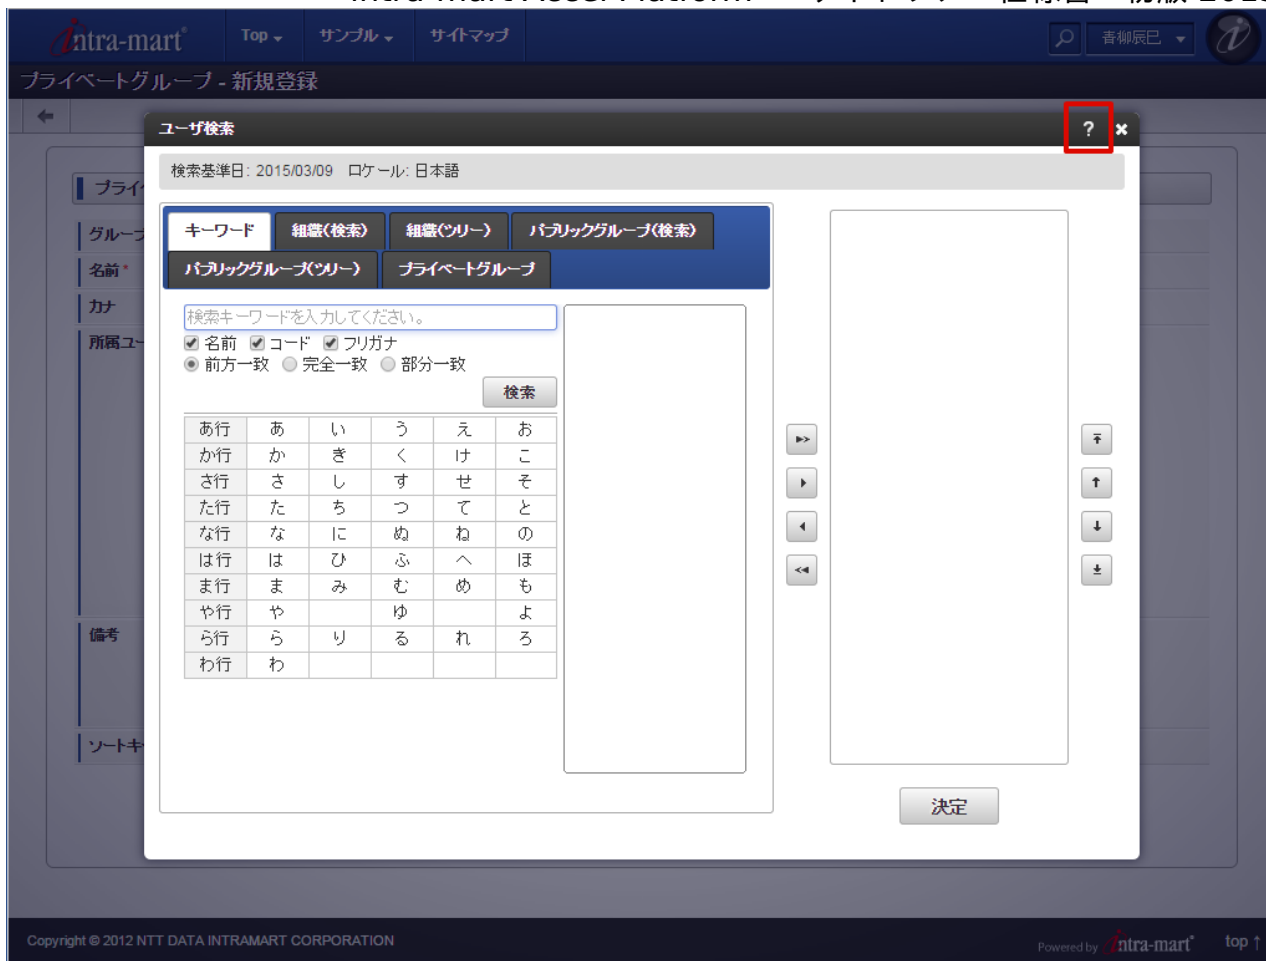 intra-mart
Top サンプル サイトマップ
青柳辰巳
プライベートグループ - 新規登録
ユーザ検索 ?
検索基準日: 2015/03/09 ロケール: 日本語
キーワード 組織(検索) 組織(ツリー) パブリックグループ(検索)
パブリックグループ(ツリー) プライベートグループ
検索キーワードを入力してください。
名前 コード フリガナ
前方一致 完全一致 部分一致
検索
あ行 あ い う え お
か行 か き く け こ
さ行 さ し す せ そ
た行 た ち つ て と
な行 な に ぬ ね の
は行 は ひ ふ へ ほ
ま行 ま み む め も
や行 や ゆ よ
ら行 ら り る れ ろ
わ行 わ
決定
プライ
グループ
名前 *
カナ
所属ユー
備考
ソートキ
Copyright © 2012 NTT DATA INTRAMART CORPORATION
Powered by intra-mart top ↑